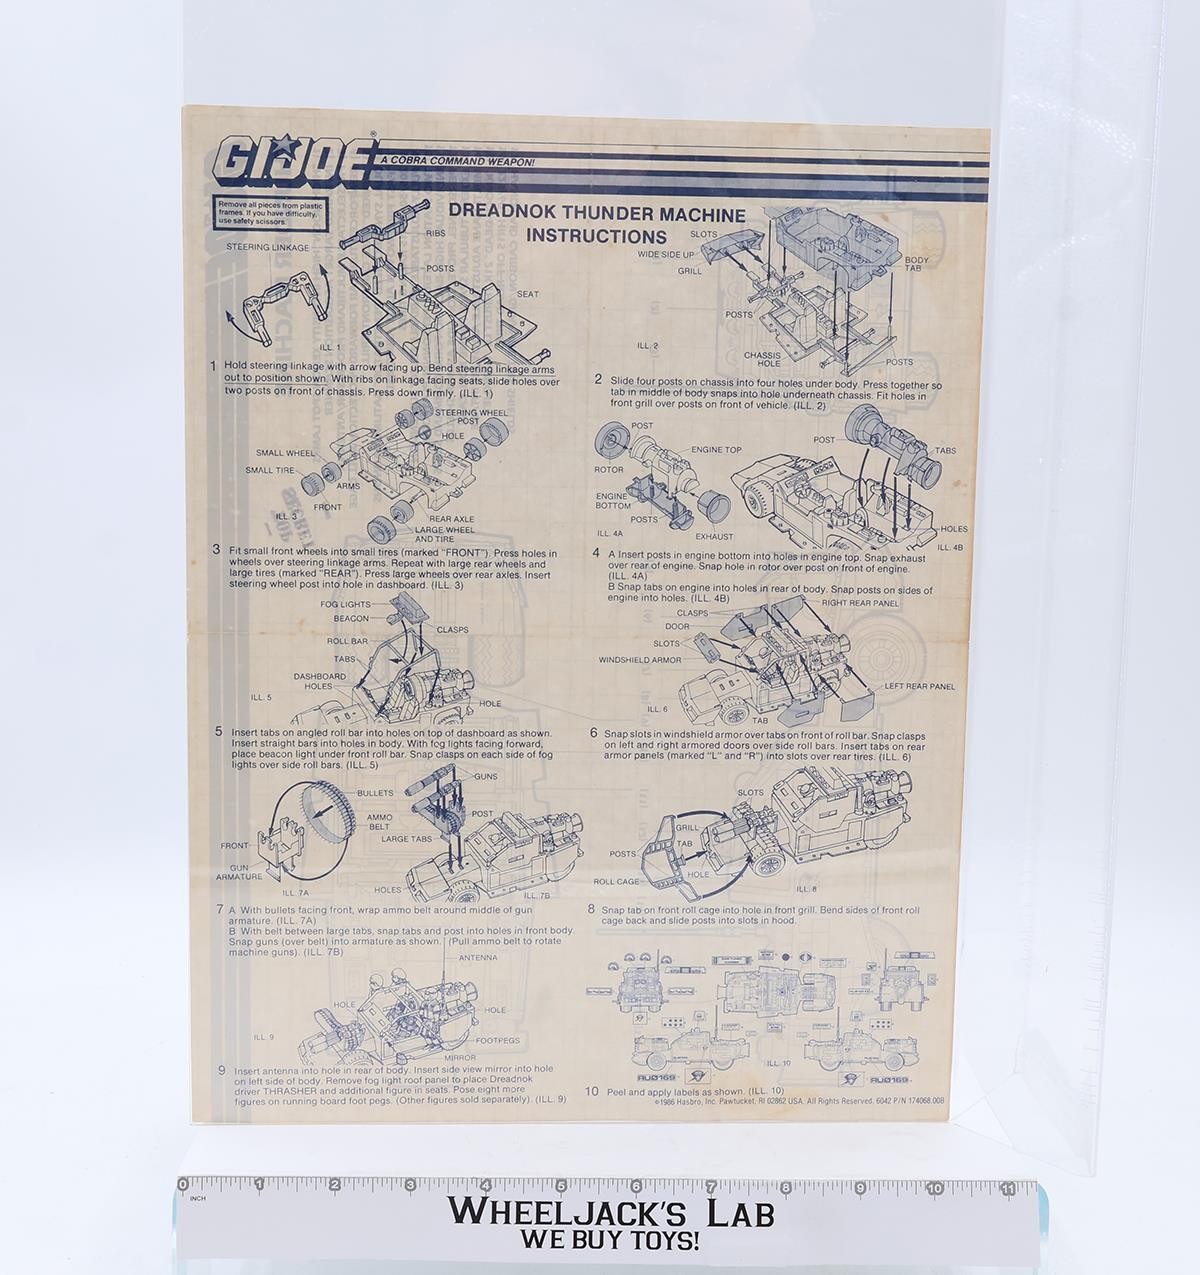 GI JOE®
A COBRA COMMAND WEAPON!
Remove all pieces from plastic
frames. If you have difficulty,
use safety scissors.
DREADNOK THUNDER MACHINE
INSTRUCTIONS
STEERING LINKAGE
RIBS
POSTS
SEAT
ILL. 1
1 Hold steering linkage with arrow facing up. Bend steering linkage arms
out to position shown. With ribs on linkage facing seats, slide holes over
two posts on front of chassis. Press down firmly. (ILL. 1)
SLOTS
WIDE SIDE UP
GRILL
BODY
TAB
POSTS
ILL. 2
CHASSIS
HOLE
POSTS
2 Slide four posts on chassis into four holes under body. Press together so
tab in middle of body snaps into hole underneath chassis. Fit holes in
front grill over posts on front of vehicle. (ILL. 2)
STEERING WHEEL
POST
HOLE
SMALL WHEEL
SMALL TIRE
ARMS
FRONT
ILL. 3
REAR AXLE
LARGE WHEEL
AND TIRE
3 Fit small front wheels into small tires (marked "FRONT"). Press holes in
wheels over steering linkage arms. Repeat with large rear wheels and
large tires (marked "REAR"). Press large wheels over rear axles. Insert
steering wheel post into hole in dashboard. (ILL. 3)
POST
ENGINE TOP
ROTOR
ENGINE
BOTTOM
POSTS
ILL. 4A
EXHAUST
POST
TABS
HOLES
ILL. 4B
4 A Insert posts in engine bottom into holes in engine top. Snap exhaust
over rear of engine. Snap hole in rotor over post on front of engine.
(ILL. 4A)
B Snap tabs on engine into holes in rear of body. Snap posts on sides of
engine into holes. (ILL. 4B)
FOG LIGHTS
BEACON
CLASPS
ROLL BAR
TABS
DASHBOARD
HOLES
ILL. 5
HOLE
5 Insert tabs on angled roll bar into holes on top of dashboard as shown.
Insert straight bars into holes in body. With fog lights facing forward,
place beacon light under front roll bar. Snap clasps on each side of fog
lights over side roll bars. (ILL. 5)
RIGHT REAR PANEL
CLASPS
DOOR
SLOTS
WINDSHIELD ARMOR
LEFT REAR PANEL
ILL. 6
TAB
6 Snap slots in windshield armor over tabs on front of roll bar. Snap clasps
on left and right armored doors over side roll bars. Insert tabs on rear
armor panels (marked "L" and "R") into slots over rear tires. (ILL. 6)
BULLETS
AMMO
BELT
FRONT
GUN
ARMATURE
ILL. 7A
GUNS
POST
LARGE TABS
HOLES
ILL. 7B
7 A With bullets facing front, wrap ammo belt around middle of gun
armature. (ILL. 7A)
B With belt between large tabs, snap tabs and post into holes in front body.
Snap guns (over belt) into armature as shown. (Pull ammo belt to rotate
machine guns). (ILL. 7B)
SLOTS
GRILL
TAB
POSTS
HOLE
ROLL CAGE
ILL. 8
8 Snap tab on front roll cage into hole in front grill. Bend sides of front roll
cage back and slide posts into slots in hood.
ANTENNA
HOLE
HOLE
ILL. 9
FOOTPEGS
MIRROR
9 Insert antenna into hole in rear of body. Insert side view mirror into hole
on left side of body. Remove fog light roof panel to place Dreadnok
driver THRASHER and additional figure in seats. Pose eight more
figures on running board foot pegs. (Other figures sold separately). (ILL. 9)
ILL. 10
10 Peel and apply labels as shown. (ILL. 10)
©1986 Hasbro, Inc. Pawtucket, RI 02862 USA. All Rights Reserved. 6042 P/N 174068.00B
0 1 2 3 4 5 6 7 8 9 10 11
INCH
WHEELJACK'S LAB
WE BUY TOYS!